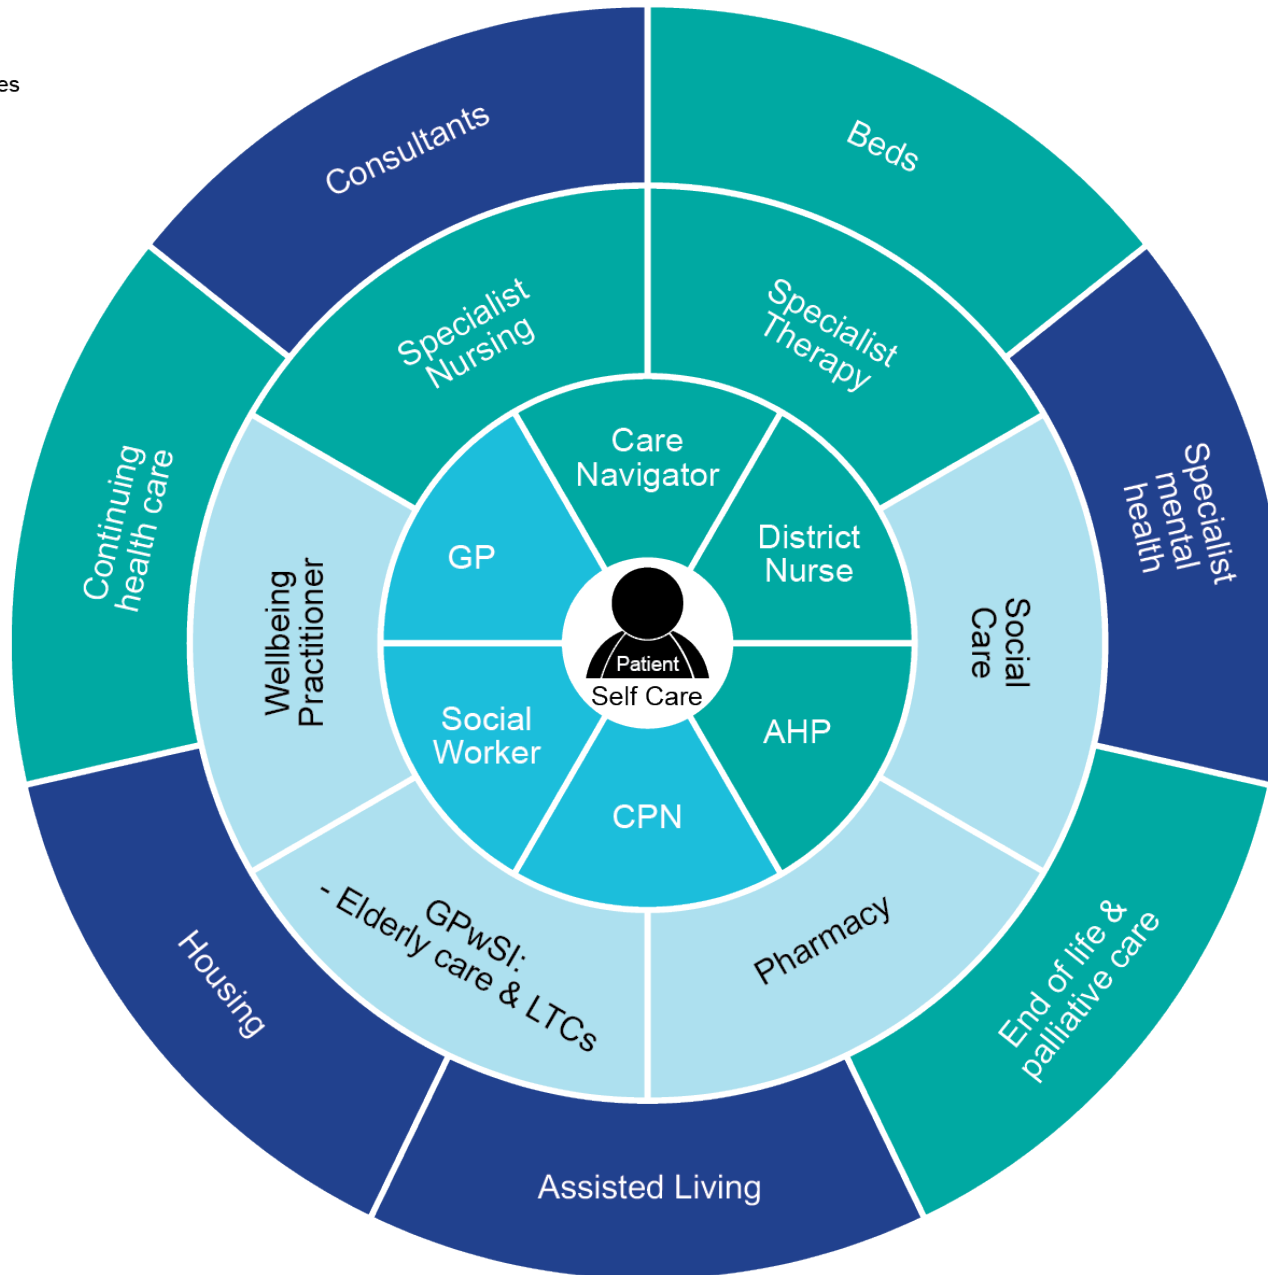 es
Consultants
Beds
Specialist
mental
health
End of life &
palliative care
Assisted Living
Housing
Continuing
health care
Specialist
Nursing
Specialist
Therapy
Social
Care
Pharmacy
GPwSI:
- Elderly care & LTCs
Wellbeing
Practitioner
Care
Navigator
District
Nurse
AHP
CPN
Social
Worker
GP
Patient
Self Care